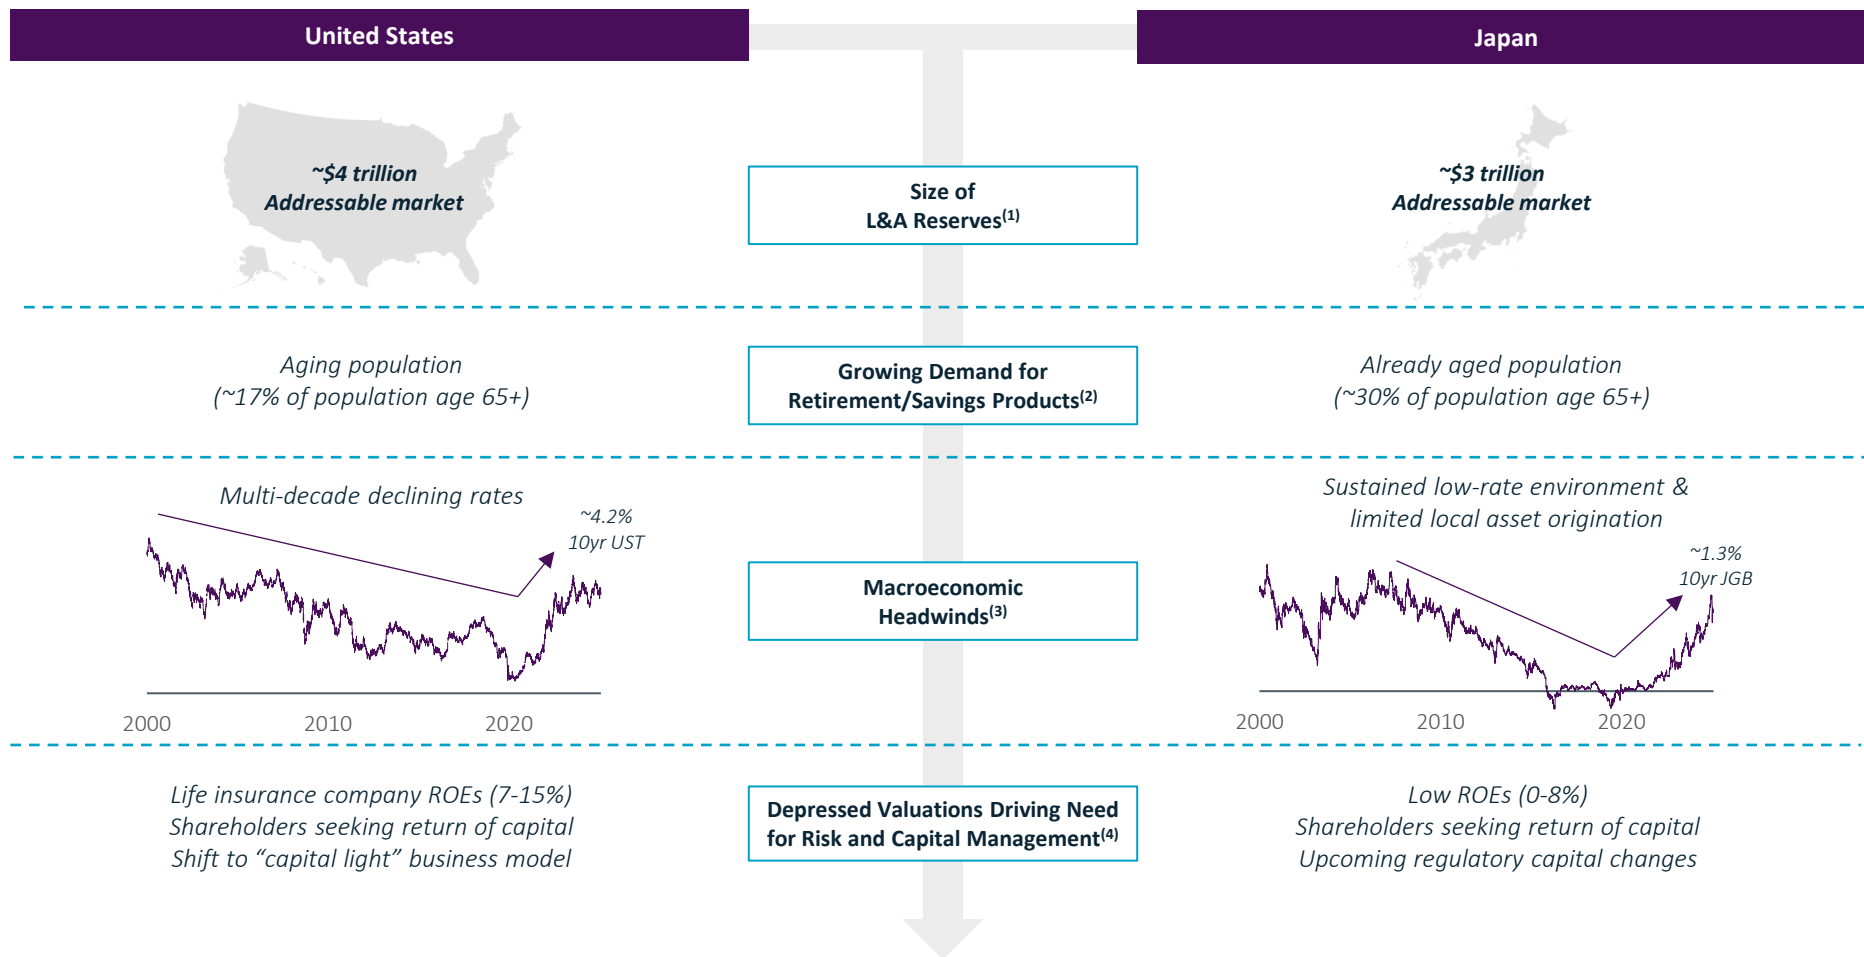 United States
Japan
~$4 trillion
Addressable market
Size of
L&A Reserves(1)
~$3 trillion
Addressable market
Aging population
(~17% of population age 65+)
Growing Demand for
Retirement/Savings Products(2)
Already aged population
(~30% of population age 65+)
Multi-decade declining rates
~4.2%
10yr UST
2000 2010 2020
Macroeconomic
Headwinds(3)
Sustained low-rate environment &
limited local asset origination
~1.3%
10yr JGB
2000 2010 2020
Life insurance company ROEs (7-15%)
Shareholders seeking return of capital
Shift to “capital light” business model
Depressed Valuations Driving Need
for Risk and Capital Management(4)
Low ROEs (0-8%)
Shareholders seeking return of capital
Upcoming regulatory capital changes